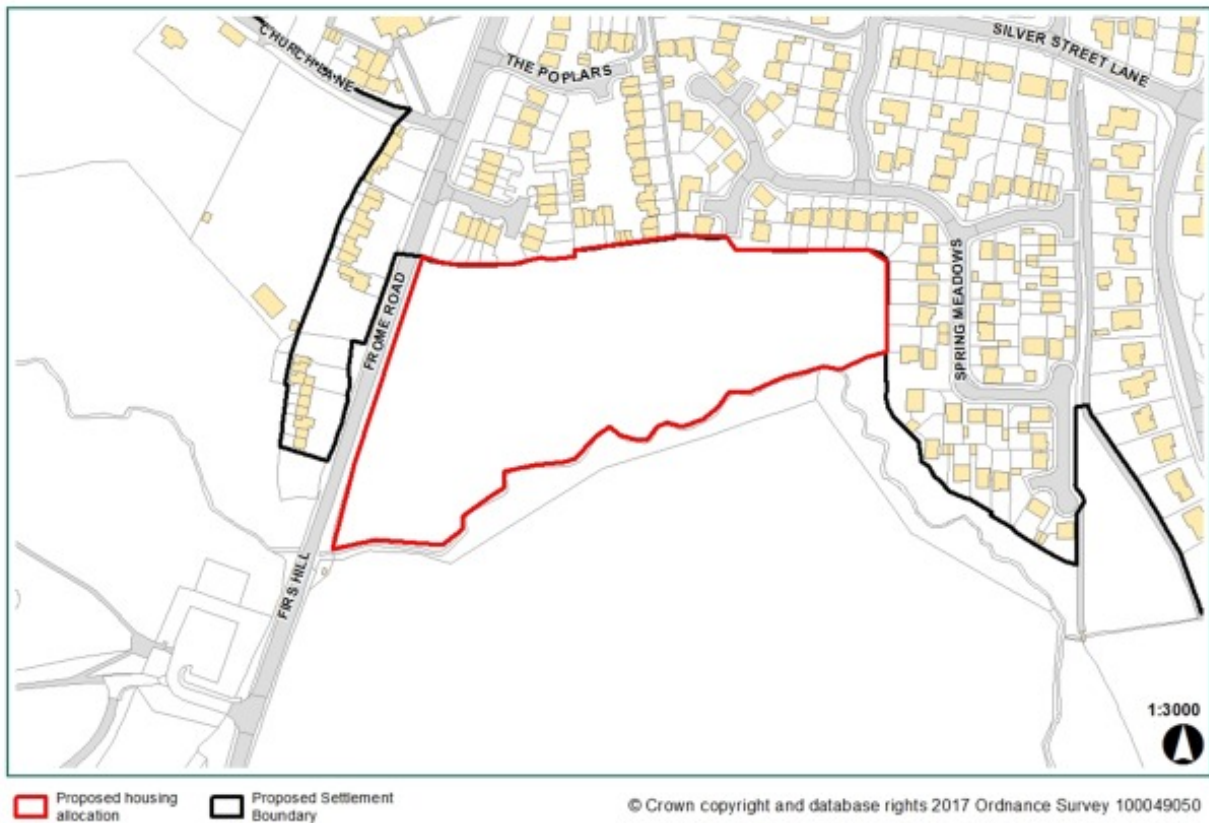 SILVER STREET LANE
CHURCH LANE
THE POPLARS
SPRING MEADOWS
FROME ROAD
FIRS HILL
1:3000
Proposed housing
allocation
Proposed Settlement
Boundary
© Crown copyright and database rights 2017 Ordnance Survey 100049050